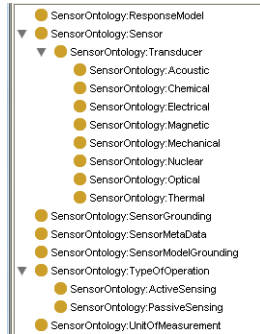 SensorOntology:ResponseModel
SensorOntology:Sensor
SensorOntology:Transducer
SensorOntology:Acoustic
SensorOntology:Chemical
SensorOntology:Electrical
SensorOntology:Magnetic
SensorOntology:Mechanical
SensorOntology:Nuclear
SensorOntology:Optical
SensorOntology:Thermal
SensorOntology:SensorGrounding
SensorOntology:SensorMetaData
SensorOntology:SensorModelGrounding
SensorOntology:TypeOfOperation
SensorOntology:ActiveSensing
SensorOntology:PassiveSensing
SensorOntology:UnitOfMeasurement